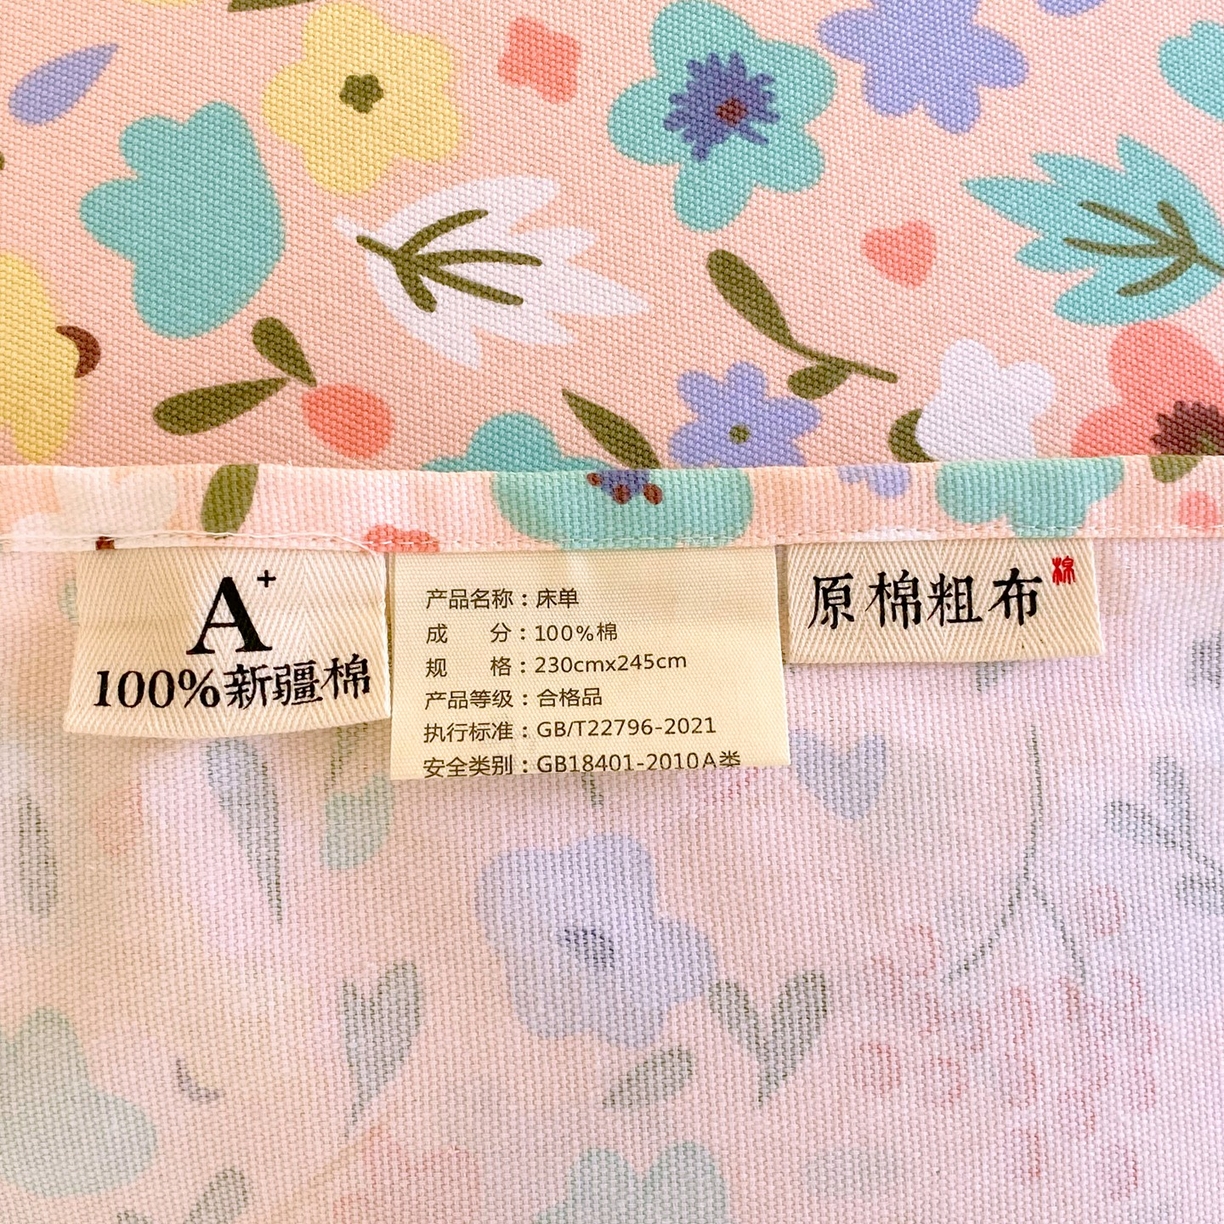 A+
100%新疆棉
产品名称：床单
成 分：100%棉
规 格：230cmx245cm
产品等级：合格品
执行标准：GB/T22796-2021
安全类别：GB18401-2010A类
原棉粗布
棉